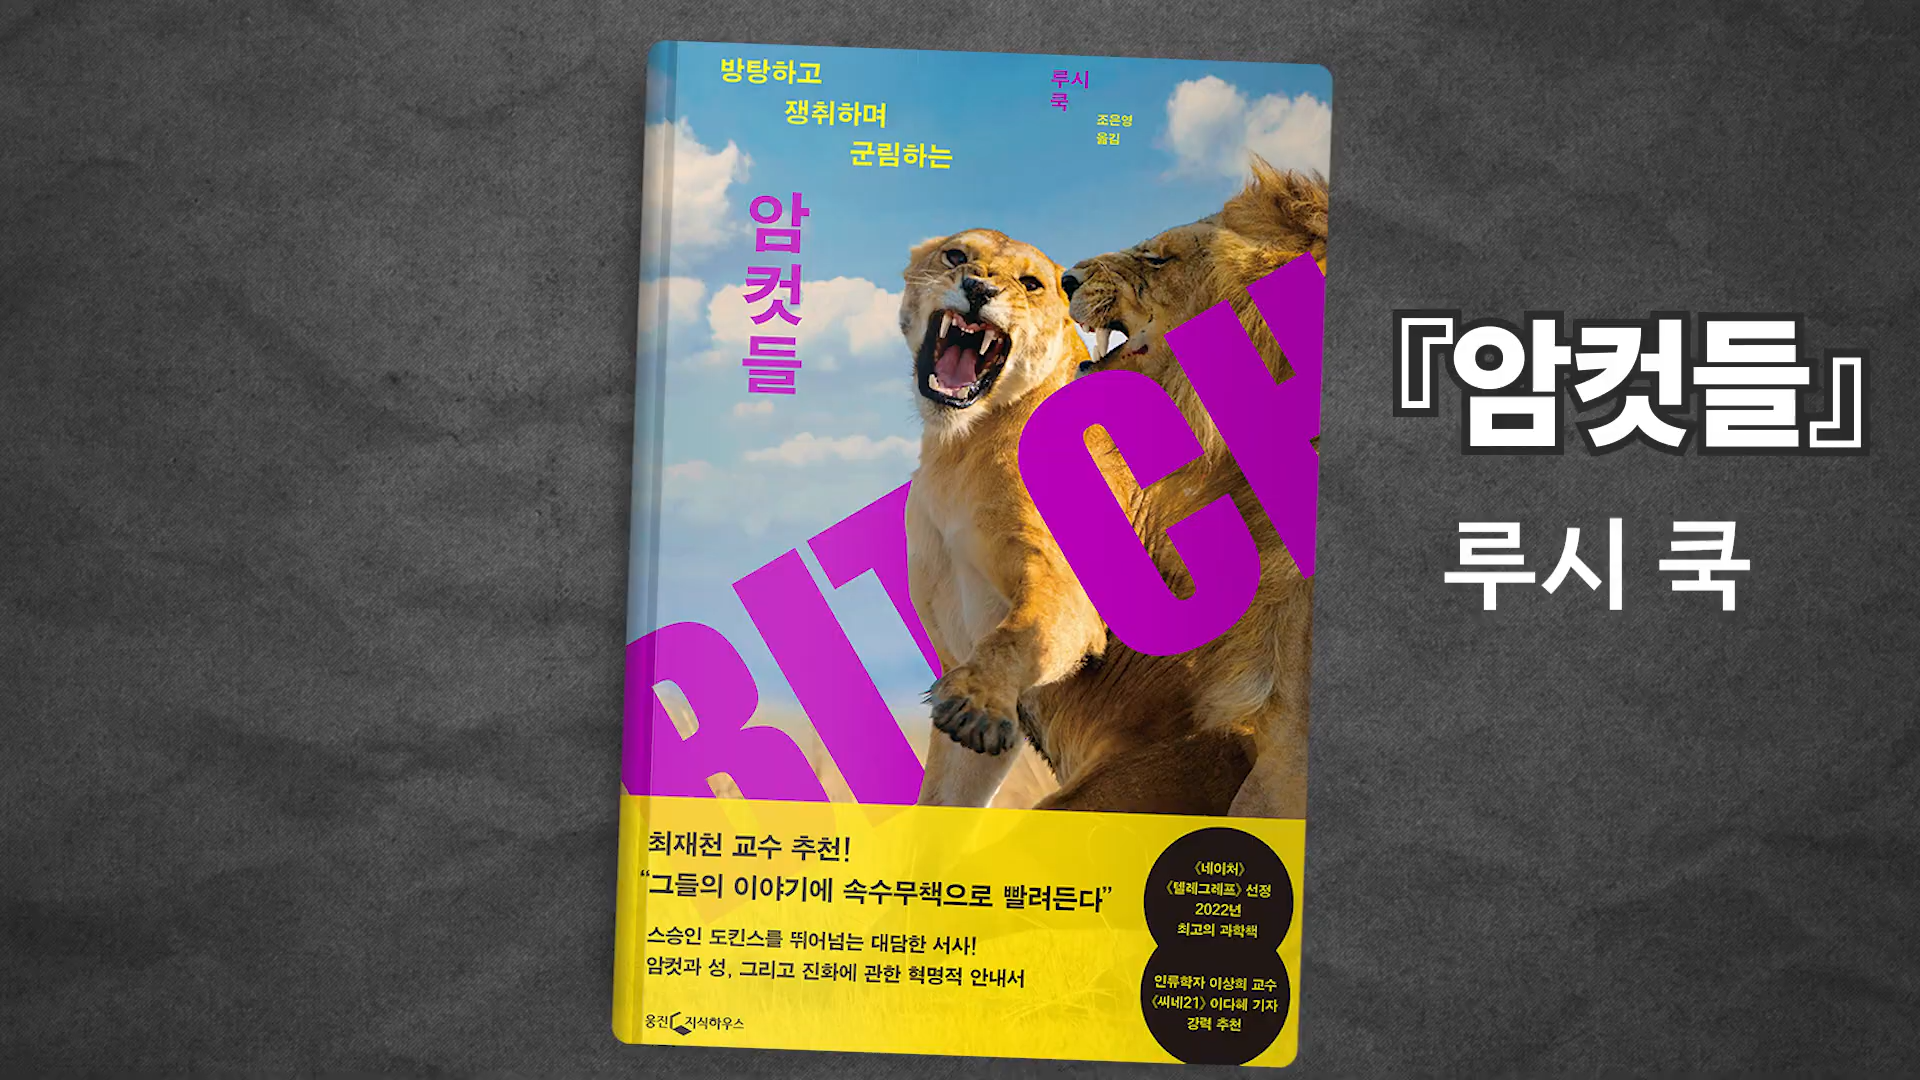 방탕하고
쟁취하며
군림하는
암컷들
루시
쿡
조은영
옮김
BITCH
최재천 교수 추천!
“그들의 이야기에 속수무책으로 빨려든다”
스승인 도킨스를 뛰어넘는 대담한 서사!
암컷과 성, 그리고 진화에 관한 혁명적 안내서
웅진 지식하우스
《네이처》
《텔레그래프》 선정
2022년
최고의 과학책
인류학자 이상희 교수
《씨네21》 이다혜 기자
강력 추천
『암컷들』
루시 쿡